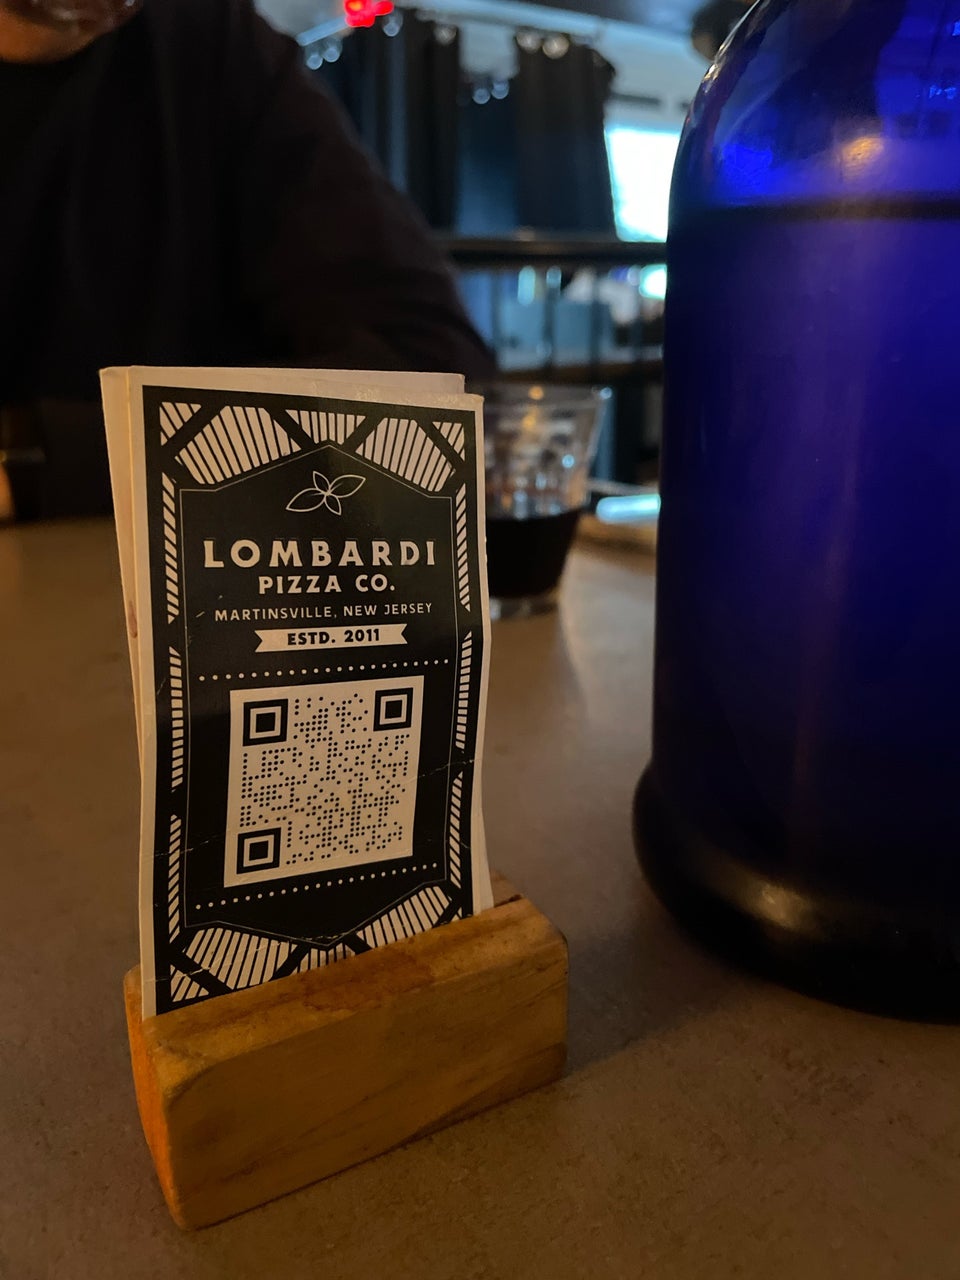 LOMBARDI
PIZZA CO.
MARTINSVILLE, NEW JERSEY
ESTD. 2011